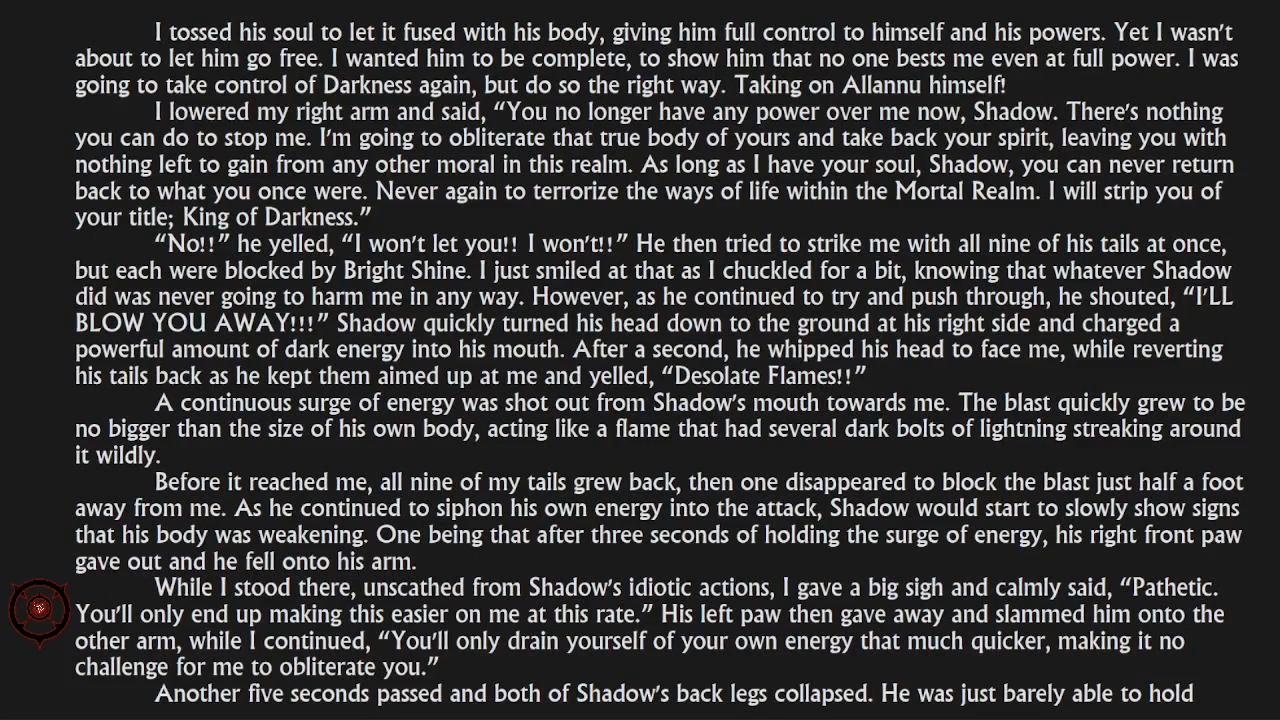 I tossed his soul to let it fused with his body, giving him full control to himself and his powers. Yet I wasn't
about to let him go free. I wanted him to be complete, to show him that no one bests me even at full power. I was
going to take control of Darkness again, but do so the right way. Taking on Allannu himself!
I lowered my right arm and said, “You no longer have any power over me now, Shadow. There's nothing
you can do to stop me. I'm going to obliterate that true body of yours and take back your spirit, leaving you with
nothing left to gain from any other moral in this realm. As long as I have your soul, Shadow, you can never return
back to what you once were. Never again to terrorize the ways of life within the Mortal Realm. I will strip you of
your title; King of Darkness.”
“No!!” he yelled, “I won't let you!! I won't!!” He then tried to strike me with all nine of his tails at once,
but each were blocked by Bright Shine. I just smiled at that as I chuckled for a bit, knowing that whatever Shadow
did was never going to harm me in any way. However, as he continued to try and push through, he shouted, “I'LL
BLOW YOU AWAY!!!” Shadow quickly turned his head down to the ground at his right side and charged a
powerful amount of dark energy into his mouth. After a second, he whipped his head to face me, while reverting
his tails back as he kept them aimed up at me and yelled, “Desolate Flames!!”
A continuous surge of energy was shot out from Shadow's mouth towards me. The blast quickly grew to be
no bigger than the size of his own body, acting like a flame that had several dark bolts of lightning streaking around
it wildly.
Before it reached me, all nine of my tails grew back, then one disappeared to block the blast just half a foot
away from me. As he continued to siphon his own energy into the attack, Shadow would start to slowly show signs
that his body was weakening. One being that after three seconds of holding the surge of energy, his right front paw
gave out and he fell onto his arm.
While I stood there, unscathed from Shadow's idiotic actions, I gave a big sigh and calmly said, “Pathetic.
You'll only end up making this easier on me at this rate.” His left paw then gave away and slammed him onto the
other arm, while I continued, “You'll only drain yourself of your own energy that much quicker, making it no
challenge for me to obliterate you.”
Another five seconds passed and both of Shadow's back legs collapsed. He was just barely able to hold